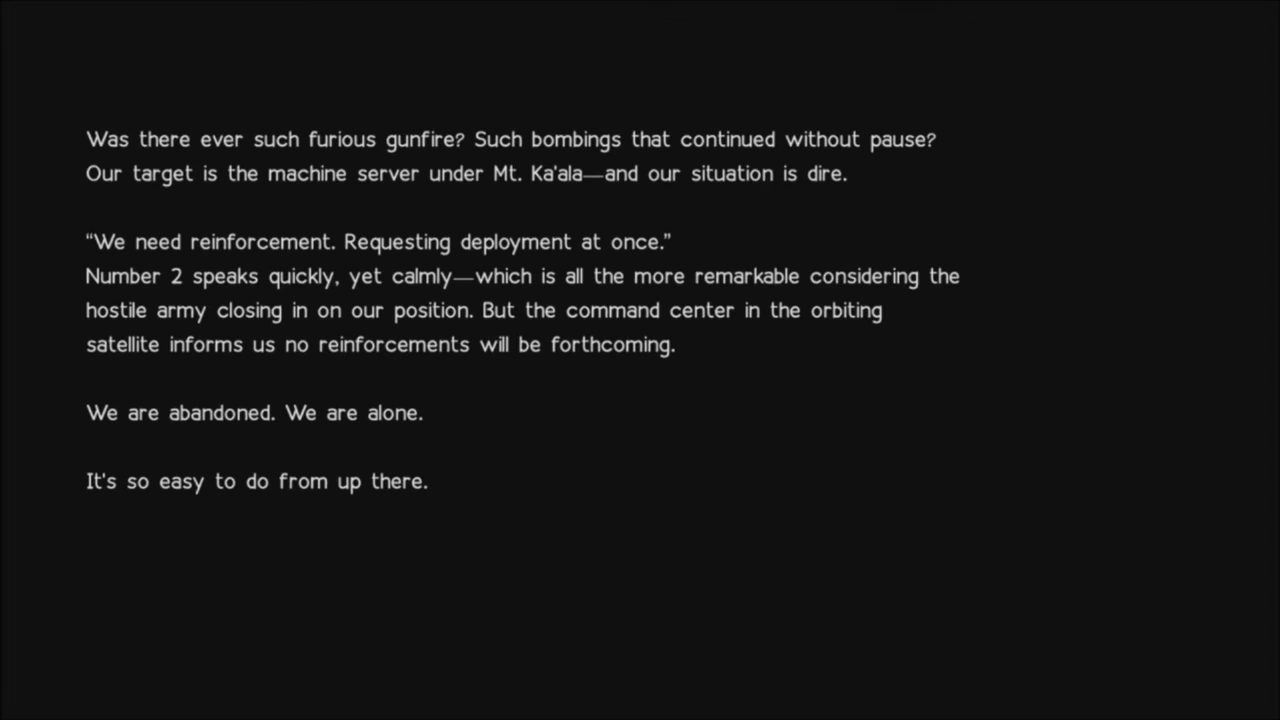 Was there ever such furious gunfire? Such bombings that continued without pause?
Our target is the machine server under Mt. Ka'ala—and our situation is dire.
“We need reinforcement. Requesting deployment at once.”
Number 2 speaks quickly, yet calmly—which is all the more remarkable considering the
hostile army closing in on our position. But the command center in the orbiting
satellite informs us no reinforcements will be forthcoming.
We are abandoned. We are alone.
It's so easy to do from up there.